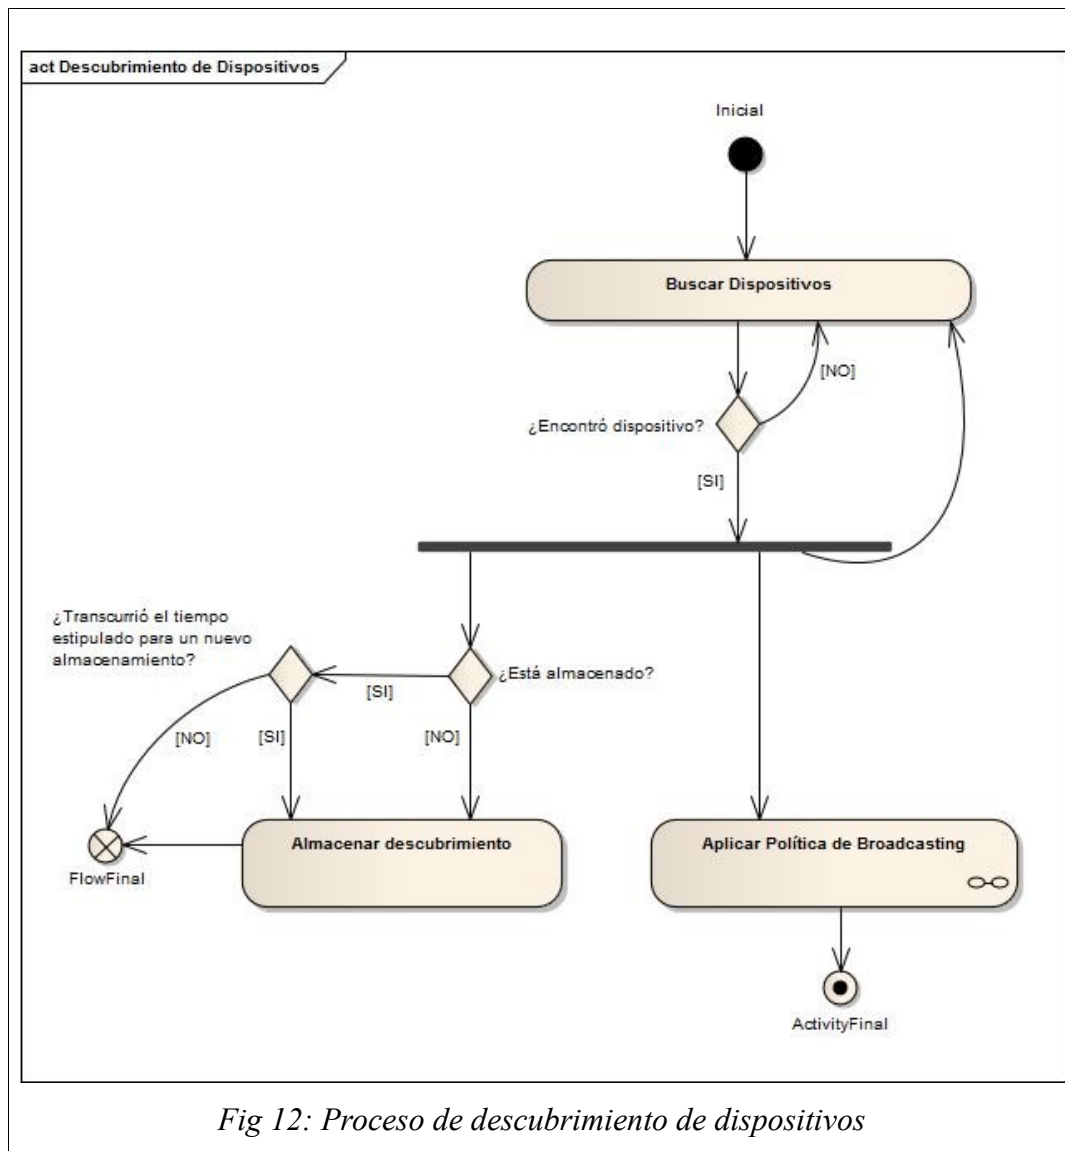 act Descubrimiento de Dispositivos
Inicial
Buscar Dispositivos
[NO]
¿Encontró dispositivo?
[SI]
¿Transcurrió el tiempo
estipulado para un nuevo
almacenamiento?
¿Está almacenado?
[SI]
[NO]
[SI]
[NO]
Almacenar descubrimiento
Aplicar Política de Broadcasting
FlowFinal
ActivityFinal
Fig 12: Proceso de descubrimiento de dispositivos